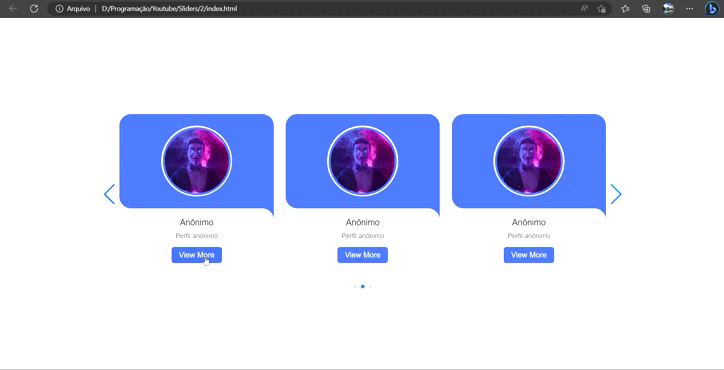 Arquivo | D:/Programação/Youtube/Sliders/2/index.html
Anônimo Anônimo Anônimo
Perfil anônimo Perfil anônimo Perfil anônimo
View More View More View More